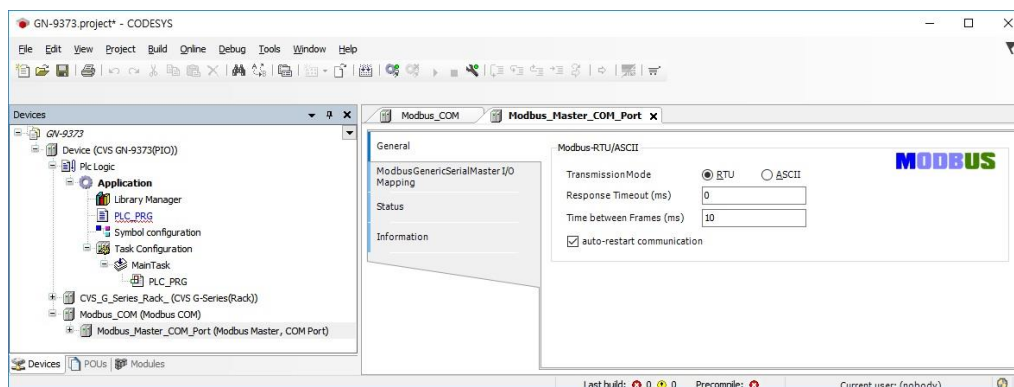 GN-9373.project* - CODESYS
File Edit View Project Build Online Debug Tools Window Help
Devices
GN-9373
Device (CVS GN-9373(PIO))
Plc Logic
Application
Library Manager
PLC_PRG
Symbol configuration
Task Configuration
MainTask
PLC_PRG
CVS_G_Series_Rack_ (CVS G-Series(Rack))
Modbus_COM (Modbus COM)
Modbus_Master_COM_Port (Modbus Master, COM Port)
Devices POUs Modules
Modbus_COM Modbus_Master_COM_Port
General
ModbusGenericSerialMaster I/O
Mapping
Status
Information
Modbus-RTU/ASCII
MODBUS
Transmission Mode RTU ASCII
Response Timeout (ms) 0
Time between Frames (ms) 10
auto-restart communication
Last build: 0 0 Precompile: Current user: (nobody)